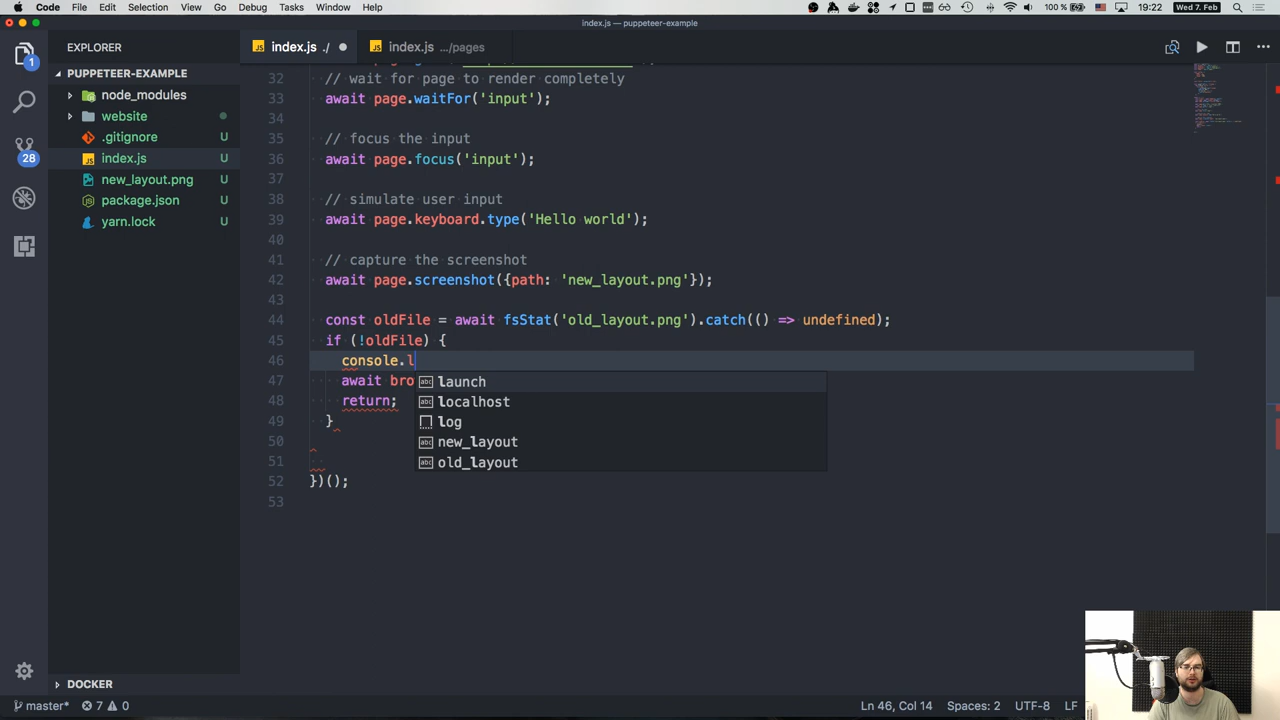 Code File Edit Selection View Go Debug Tasks Window Help 100 % 19:22 Wed 7. Feb
index.js — puppeteer-example
EXPLORER
index.js ./
index.js .../pages
PUPPETEER-EXAMPLE
node_modules
website
.gitignore U
index.js U
new_layout.png U
package.json U
yarn.lock U
1
28
32 // wait for page to render completely
33 await page.waitFor('input');
34
35 // focus the input
36 await page.focus('input');
37
38 // simulate user input
39 await page.keyboard.type('Hello world');
40
41 // capture the screenshot
42 await page.screenshot({path: 'new_layout.png'});
43
44 const oldFile = await fsStat('old_layout.png').catch(() => undefined);
45 if (!oldFile) {
46 console.l
47 await bro
48 return;
49 }
50
51
52 })();
53
launch
localhost
log
new_layout
old_layout
DOCKER
master* 7 0 Ln 46, Col 14 Spaces: 2 UTF-8 LF